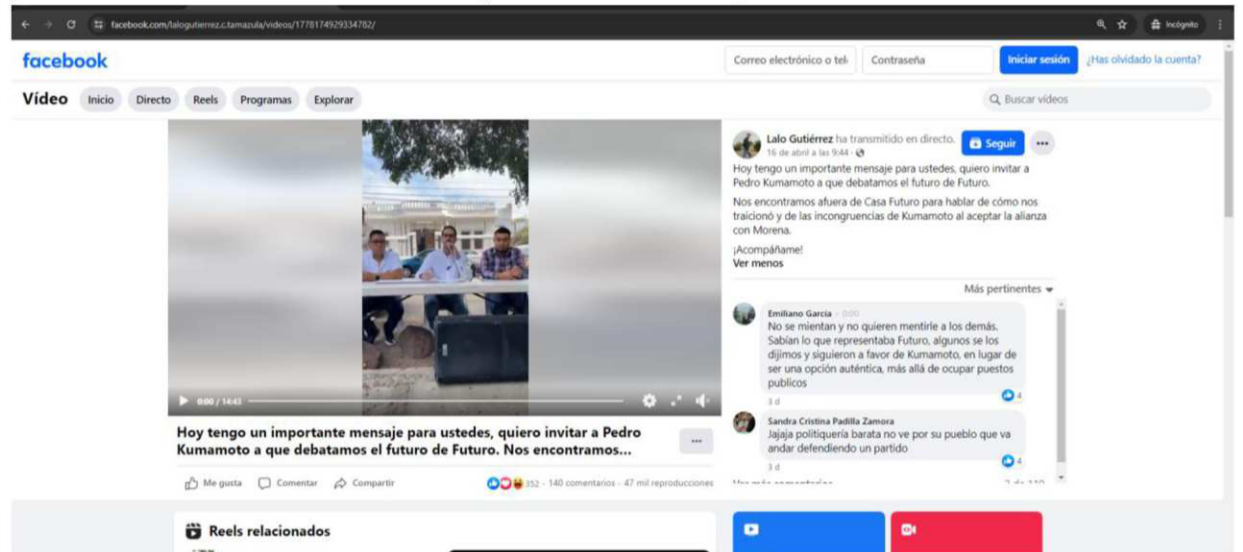 facebook.com/lalogutierrez.c.tamazula/videos/1778174929334782/
Incógnito
facebook
Correo electrónico o telé
Contraseña
Iniciar sesión
¿Has olvidado la cuenta?
Vídeo
Inicio
Directo
Reels
Programas
Explorar
Buscar vídeos
Lalo Gutiérrez ha transmitido en directo.
16 de abril a las 9:44 ·
Seguir
Hoy tengo un importante mensaje para ustedes, quiero invitar a
Pedro Kumamoto a que debatamos el futuro de Futuro.
Nos encontramos afuera de Casa Futuro para hablar de cómo nos
traicionó y de las incongruencias de Kumamoto al aceptar la alianza
con Morena.
¡Acompáñame!
Ver menos
Más pertinentes
Emiliano García · 0:00
No se mientan y no quieren mentirle a los demás.
Sabían lo que representaba Futuro, algunos se los
dijimos y siguieron a favor de Kumamoto, en lugar de
ser una opción auténtica, más allá de ocupar puestos
publicos
4
3 d
Sandra Cristina Padilla Zamora
Jajaja politiquería barata no ve por su pueblo que va
andar defendiendo un partido
4
3 d
0:00 / 14:43
Hoy tengo un importante mensaje para ustedes, quiero invitar a Pedro
Kumamoto a que debatamos el futuro de Futuro. Nos encontramos...
Me gusta
Comentar
Compartir
352 · 140 comentarios · 47 mil reproducciones
Ver más comentarios
Reels relacionados